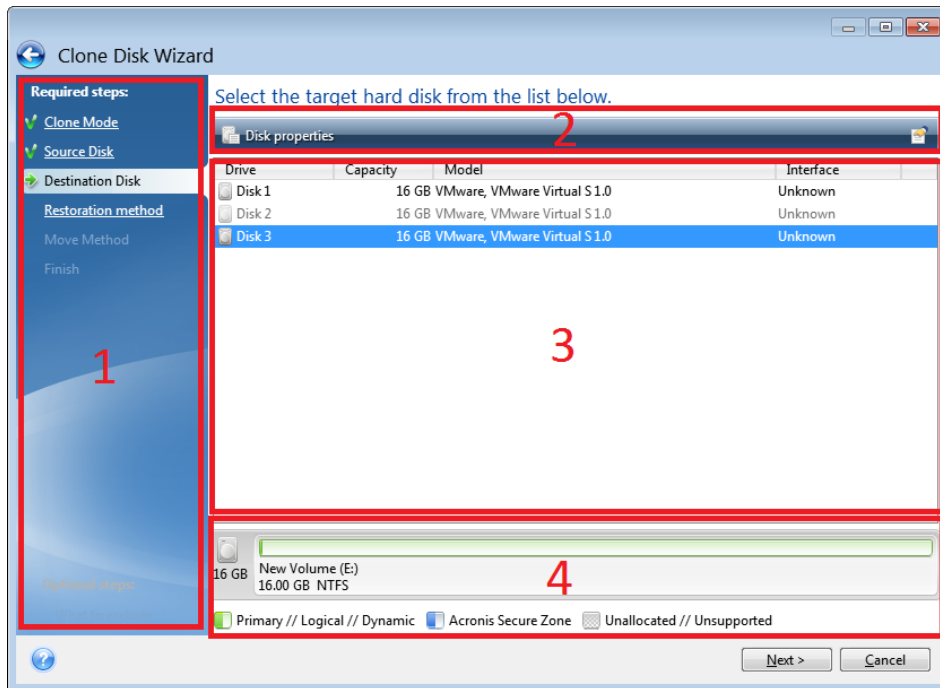 Clone Disk Wizard
Required steps:
Clone Mode
Source Disk
Destination Disk
Restoration method
Move Method
Finish
1
Select the target hard disk from the list below.
Disk properties
2
Drive Capacity Model Interface
Disk 1 16 GB VMware, VMware Virtual S 1.0 Unknown
Disk 2 16 GB VMware, VMware Virtual S 1.0 Unknown
Disk 3 16 GB VMware, VMware Virtual S 1.0 Unknown
3
16 GB
New Volume (E:)
16.00 GB NTFS
4
Primary // Logical // Dynamic Acronis Secure Zone Unallocated // Unsupported
?
Next > Cancel